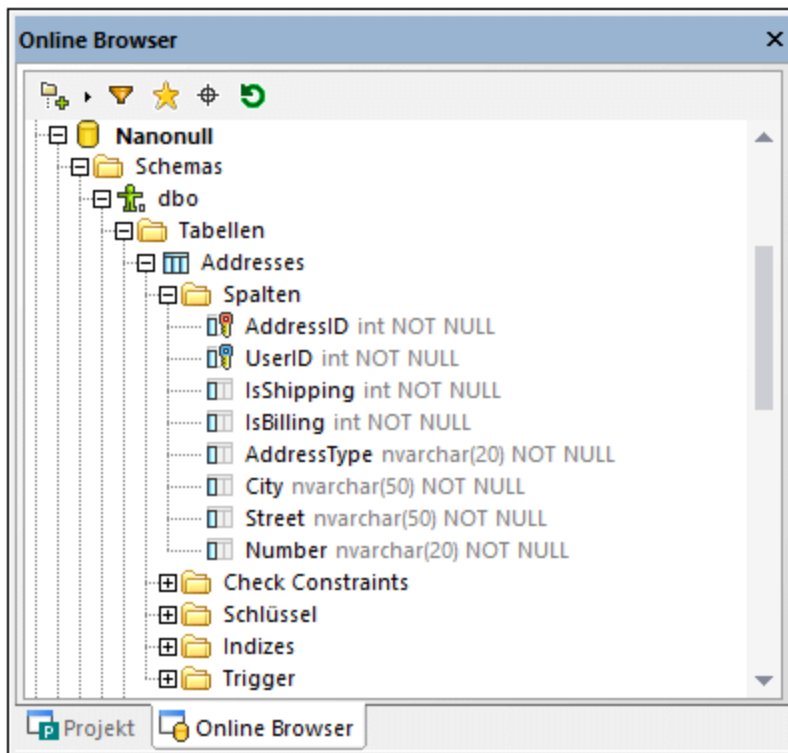 Online Browser
Nanonull
Schemas
dbo
Tabellen
Addresses
Spalten
AddressID int NOT NULL
UserID int NOT NULL
IsShipping int NOT NULL
IsBilling int NOT NULL
AddressType nvarchar(20) NOT NULL
City nvarchar(50) NOT NULL
Street nvarchar(50) NOT NULL
Number nvarchar(20) NOT NULL
Check Constraints
Schlüssel
Indizes
Trigger
Projekt Online Browser